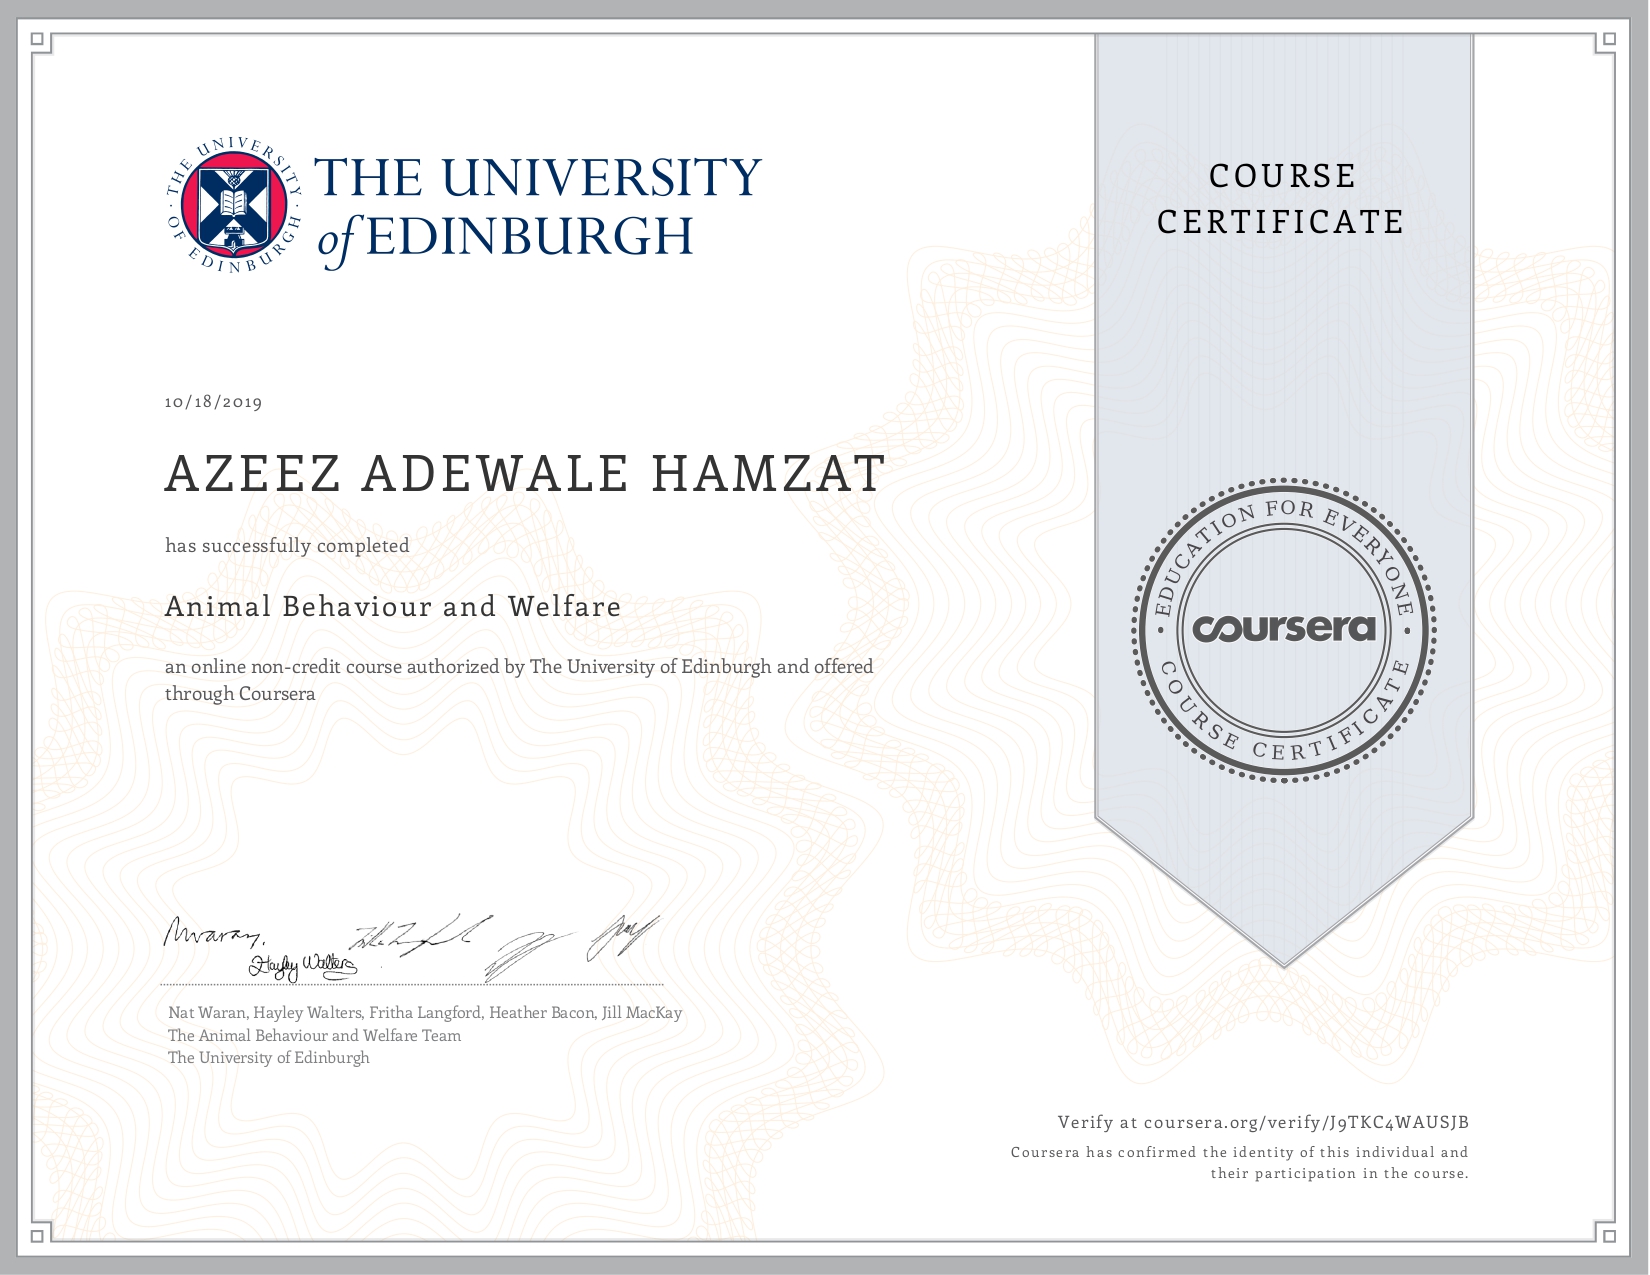 THE UNIVERSITY OF EDINBURGH
THE UNIVERSITY
of EDINBURGH
COURSE
CERTIFICATE
10/18/2019
AZEEZ ADEWALE HAMZAT
has successfully completed
Animal Behaviour and Welfare
an online non-credit course authorized by The University of Edinburgh and offered
through Coursera
EDUCATION FOR EVERYONE
coursera
COURSE CERTIFICATE
Hayley Walters
Nat Waran, Hayley Walters, Fritha Langford, Heather Bacon, Jill MacKay
The Animal Behaviour and Welfare Team
The University of Edinburgh
Verify at coursera.org/verify/J9TKC4WAUSJB
Coursera has confirmed the identity of this individual and
their participation in the course.